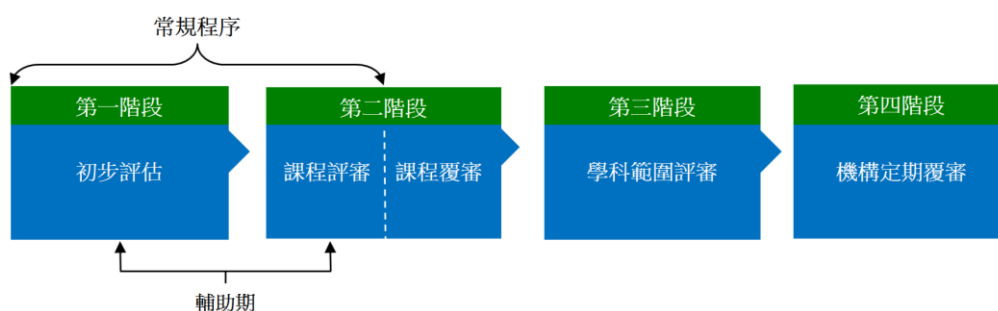 常規程序
第一階段
第二階段
第三階段
第四階段
初步評估
課程評審
課程覆審
學科範圍評審
機構定期覆審
輔助期